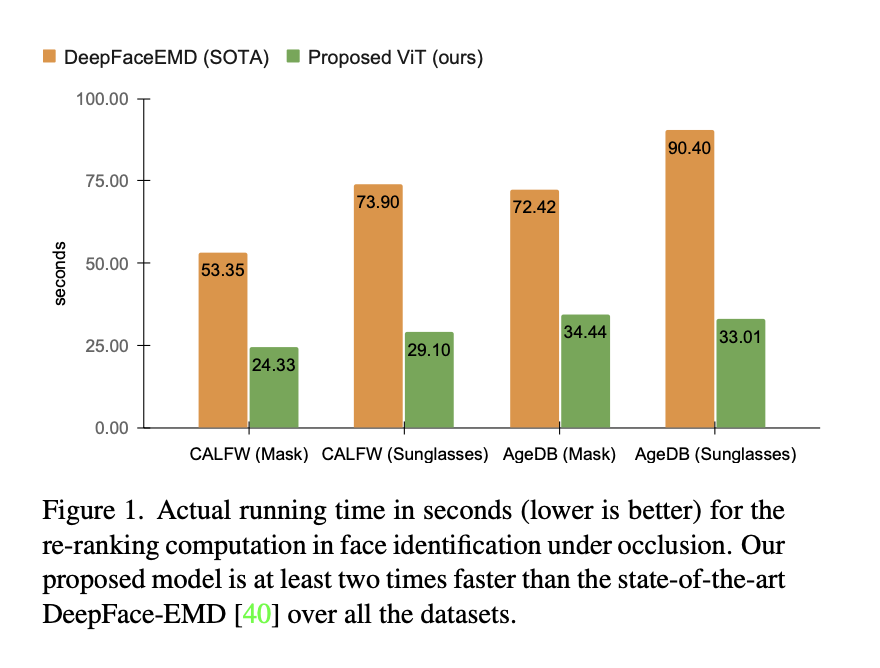 DeepFaceEMD (SOTA) Proposed ViT (ours)
100.00
75.00
50.00
25.00
0.00
seconds
53.35
24.33
73.90
29.10
72.42
34.44
90.40
33.01
CALFW (Mask) CALFW (Sunglasses) AgeDB (Mask) AgeDB (Sunglasses)
Figure 1. Actual running time in seconds (lower is better) for the
re-ranking computation in face identification under occlusion. Our
proposed model is at least two times faster than the state-of-the-art
DeepFace-EMD [40] over all the datasets.